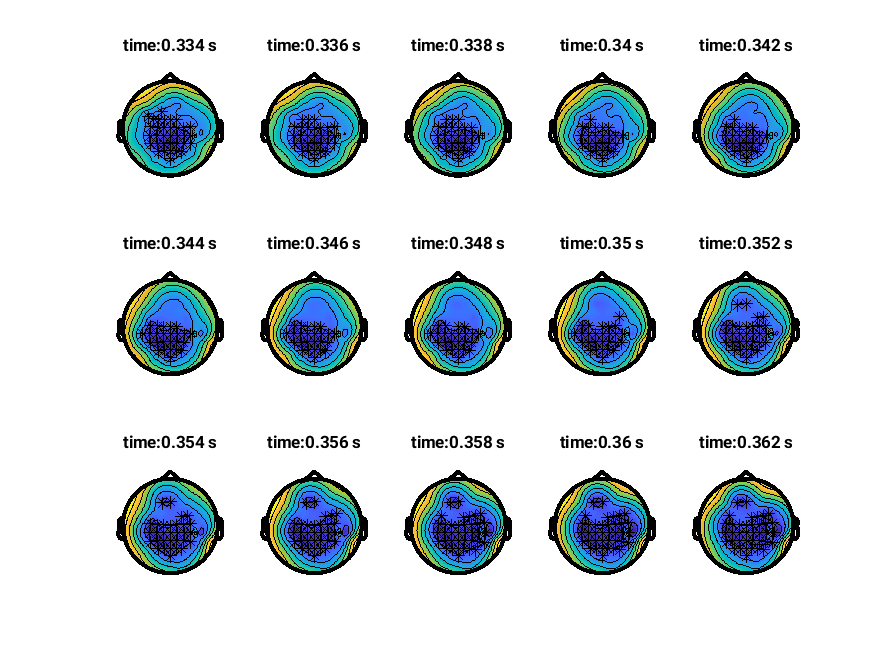 time:0.334 s time:0.336 s time:0.338 s time:0.34 s time:0.342 s
time:0.344 s time:0.346 s time:0.348 s time:0.35 s time:0.352 s
time:0.354 s time:0.356 s time:0.358 s time:0.36 s time:0.362 s